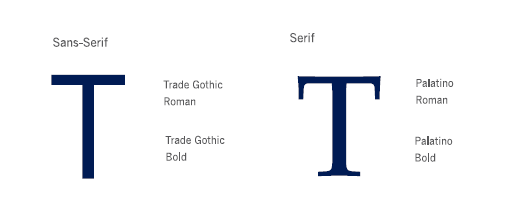 Sans-Serif
T
Trade Gothic
Roman
Trade Gothic
Bold
Serif
T
Palatino
Roman
Palatino
Bold